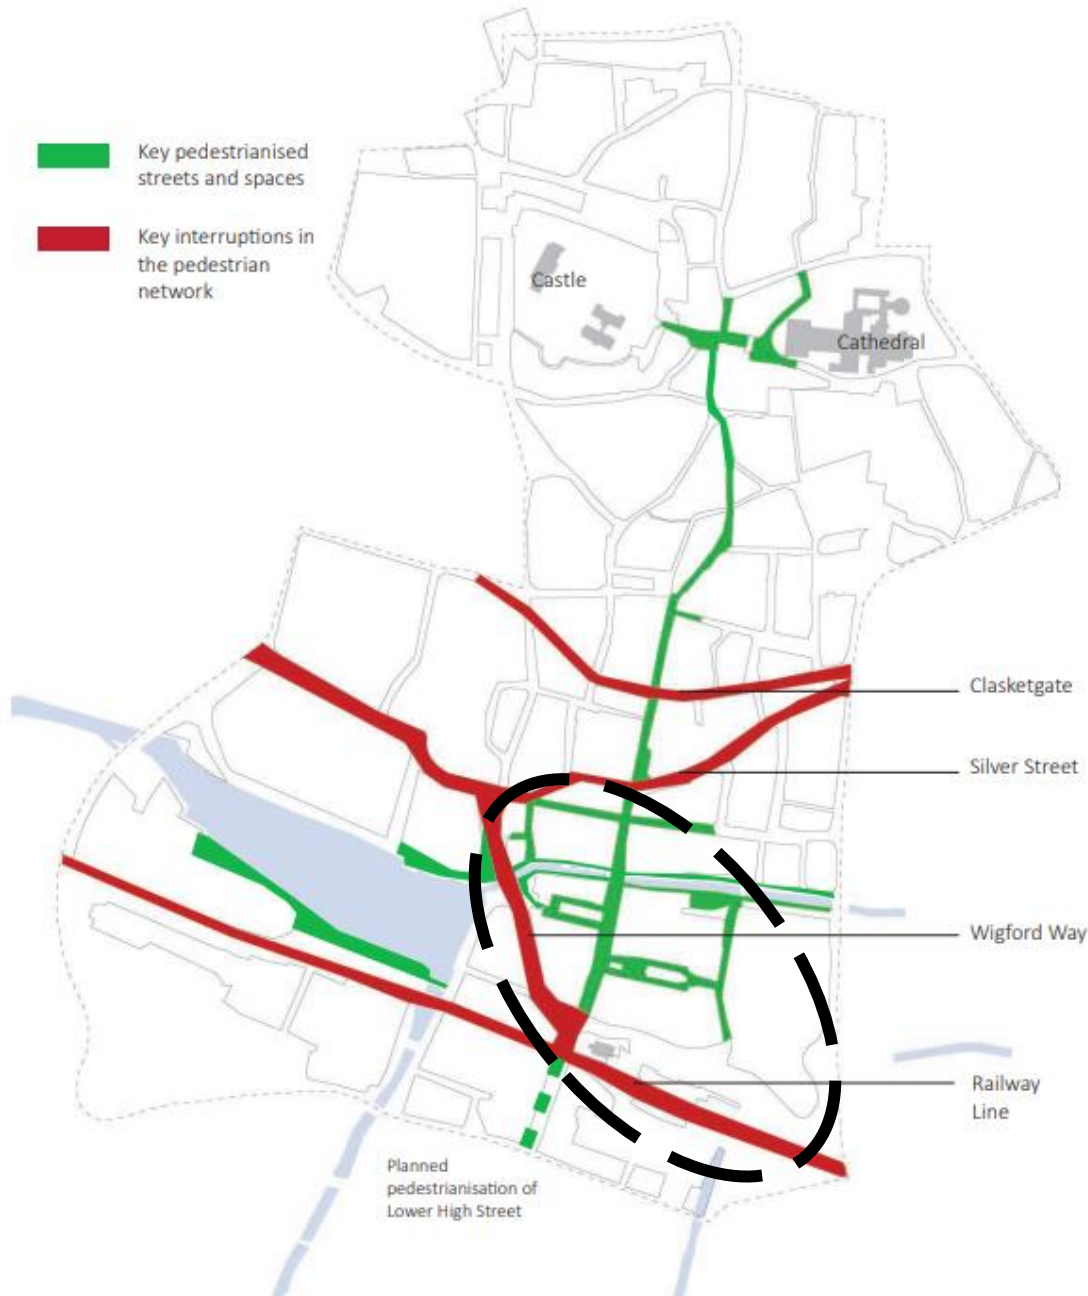 Key pedestrianised
streets and spaces
Key interruptions in
the pedestrian
network
Castle
Cathedral
Clasketgate
Silver Street
Wigford Way
Railway
Line
Planned
pedestrianisation of
Lower High Street